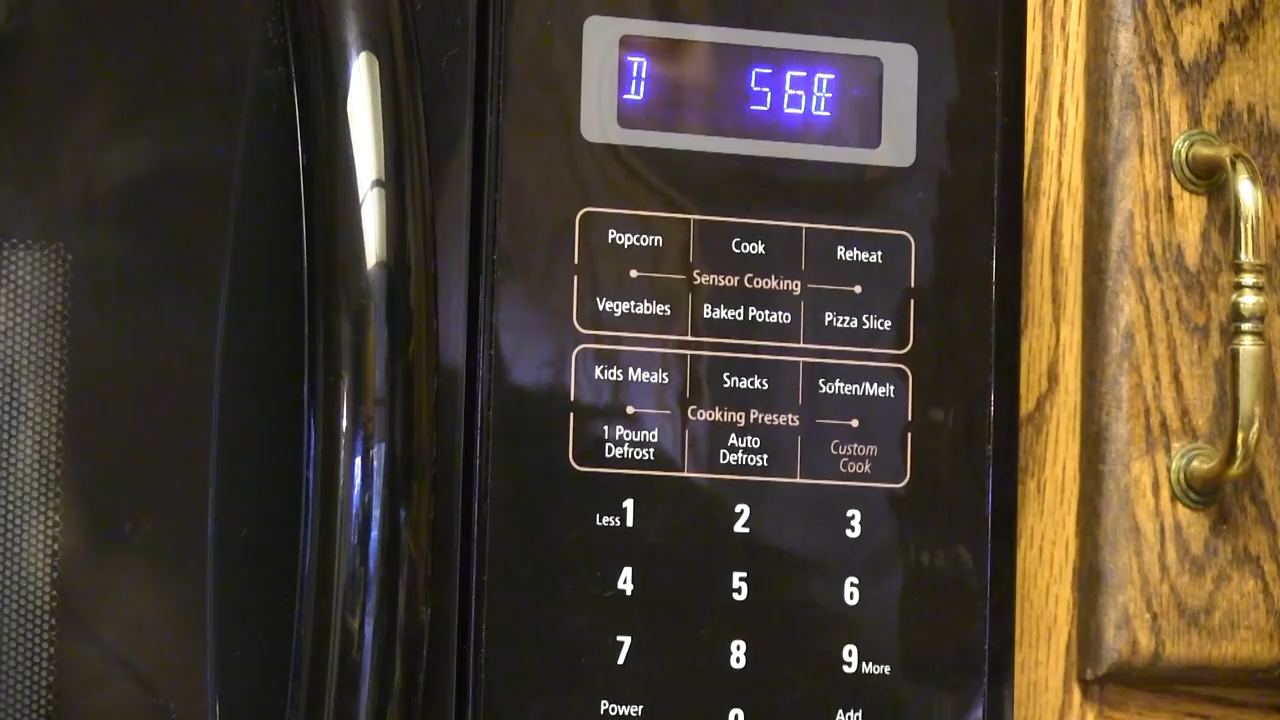 D 56
Popcorn Cook Reheat
Sensor Cooking
Vegetables Baked Potato Pizza Slice
Kids Meals Snacks Soften/Melt
Cooking Presets
1 Pound Defrost Auto Defrost Custom Cook
Less 1 2 3
4 5 6
7 8 9 More
Power Add